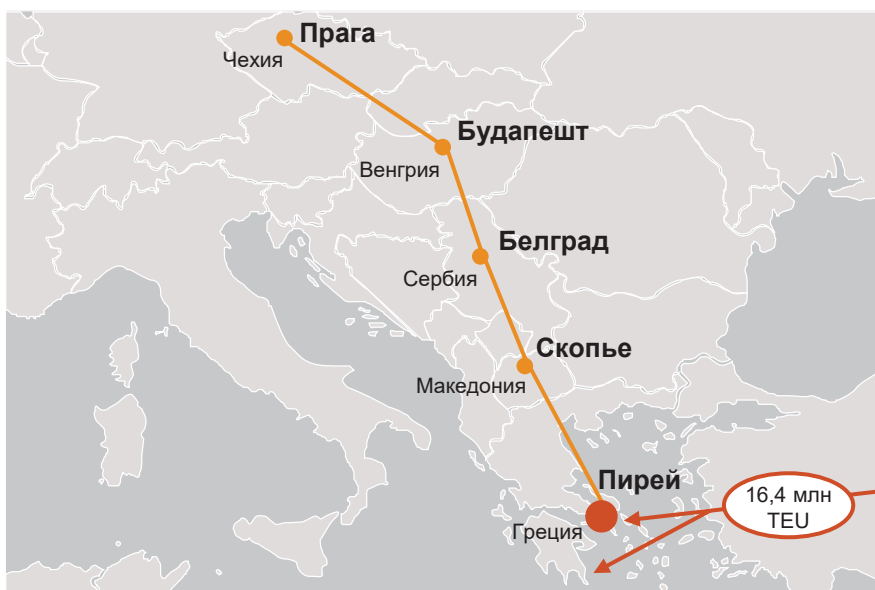 Прага
Чехия
Будапешт
Венгрия
Белград
Сербия
Скопье
Македония
Пирей
Греция
16,4 млн
TEU